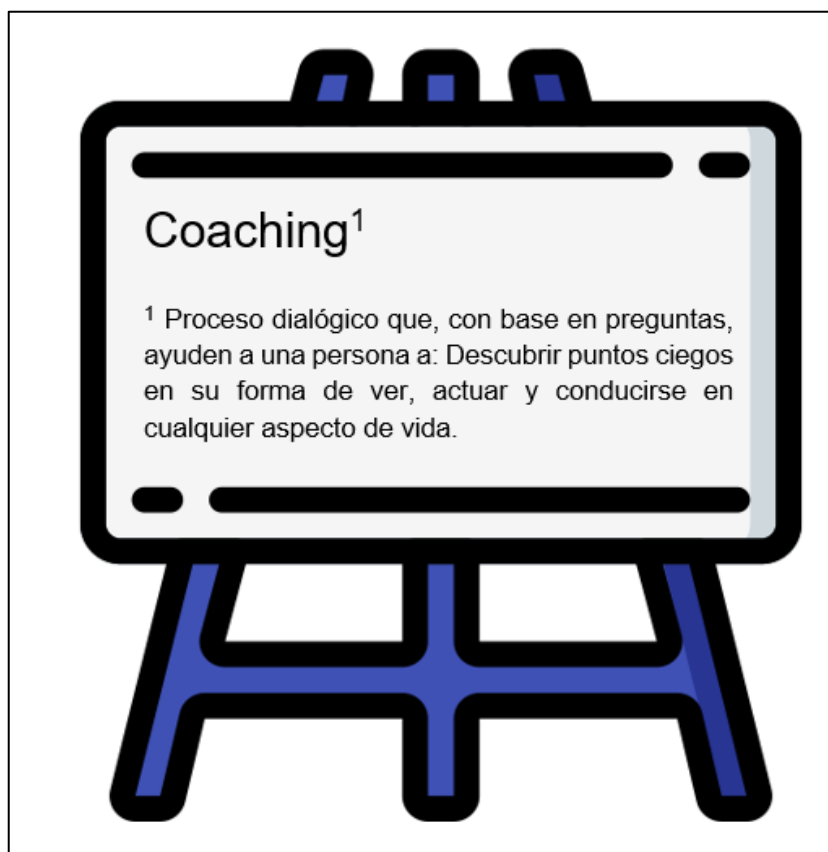 Coaching¹
¹ Proceso dialógico que, con base en preguntas,
ayuden a una persona a: Descubrir puntos ciegos
en su forma de ver, actuar y conducirse en
cualquier aspecto de vida.